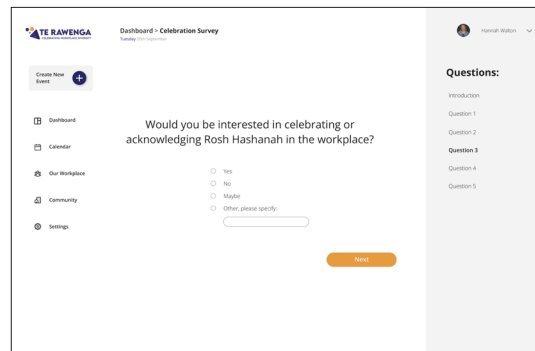 TE RAWENGA
CELEBRATING WORKPLACE DIVERSITY
Dashboard > Celebration Survey
Tuesday September
Hannah Walton
Create New
Event
Dashboard
Calendar
Our Workplace
Community
Settings
Would you be interested in celebrating or
acknowledging Rosh Hashanah in the workplace?
Yes
No
Maybe
Other, please specify:
Next
Questions:
Introduction
Question 1
Question 2
Question 3
Question 4
Question 5